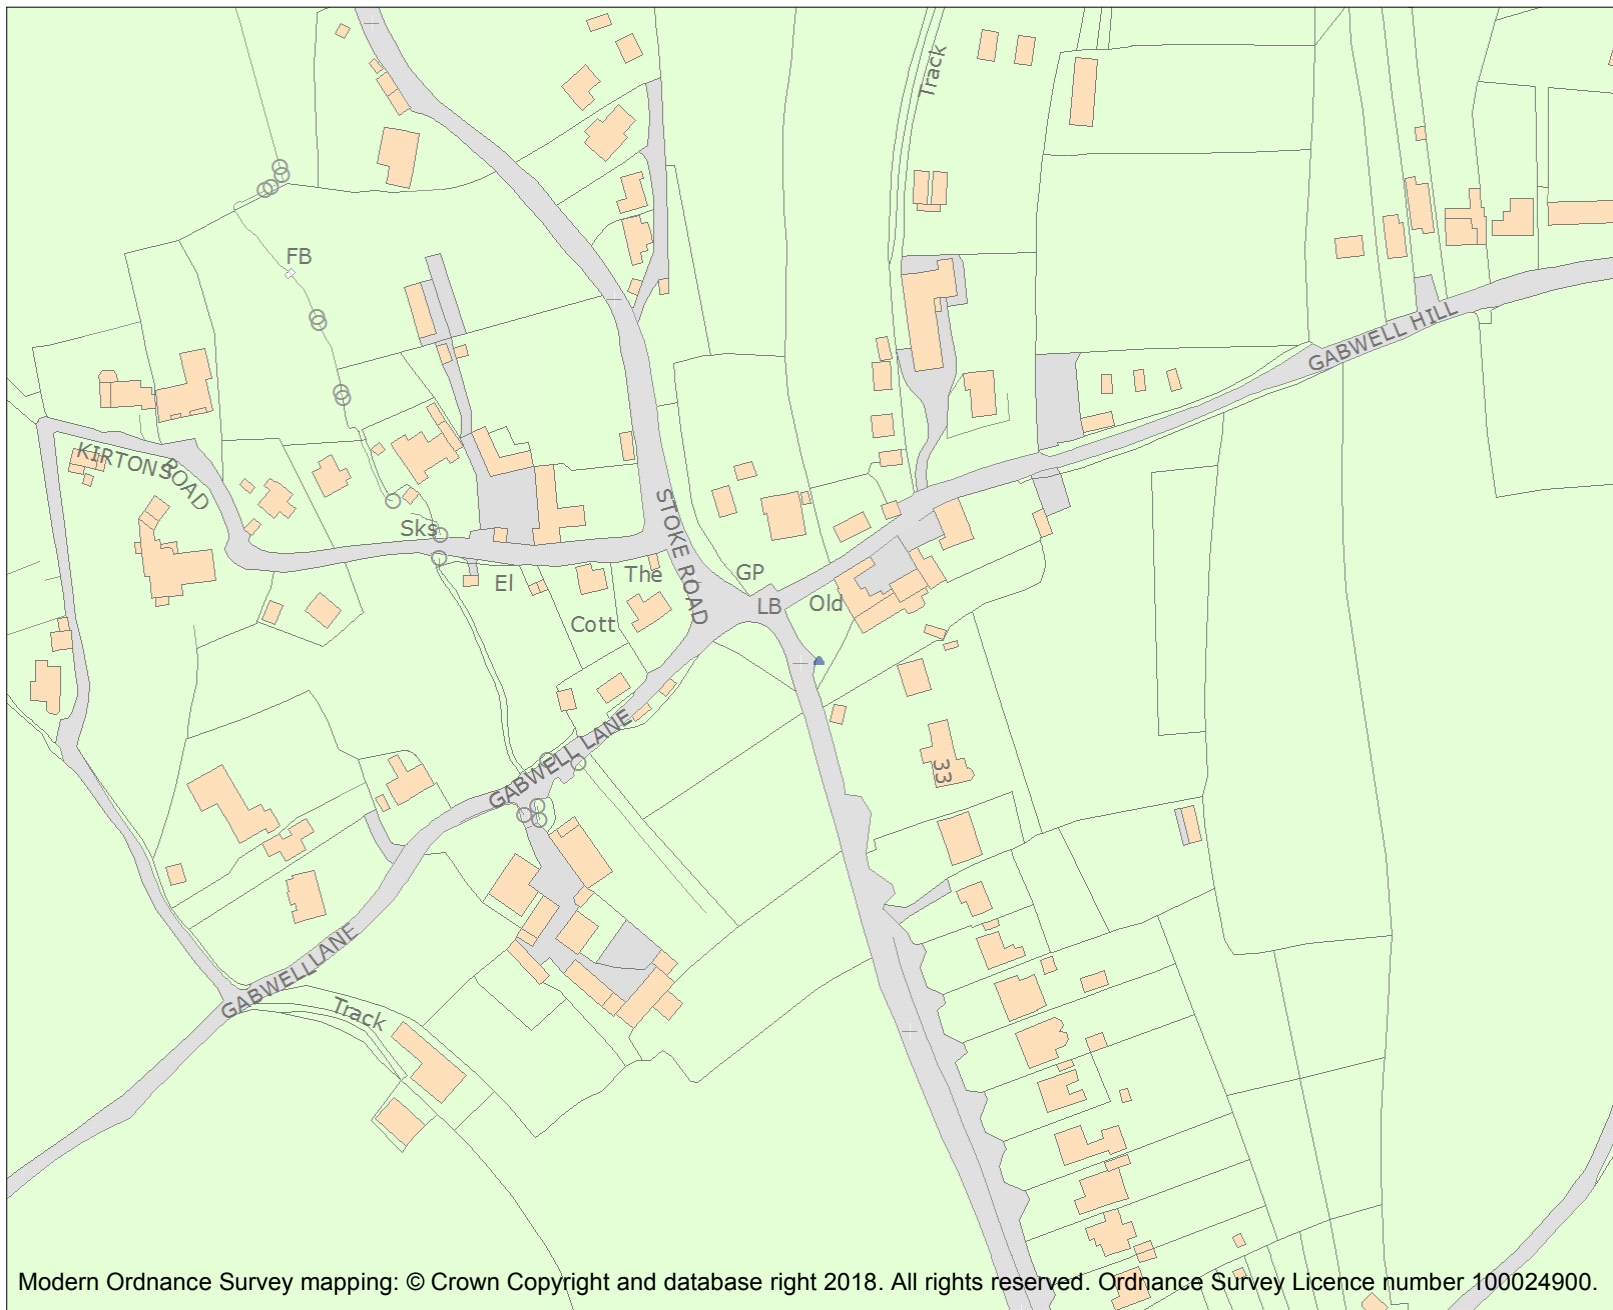 Track
FB
GABWELL HILL
KIRTONS
ROAD
STOKE ROAD
Sks
El
The
GP
LB
Old
Cott
GABWELL LANE
33
GABWELL LANE
Track
Modern Ordnance Survey mapping: © Crown Copyright and database right 2018. All rights reserved. Ordnance Survey Licence number 100024900.